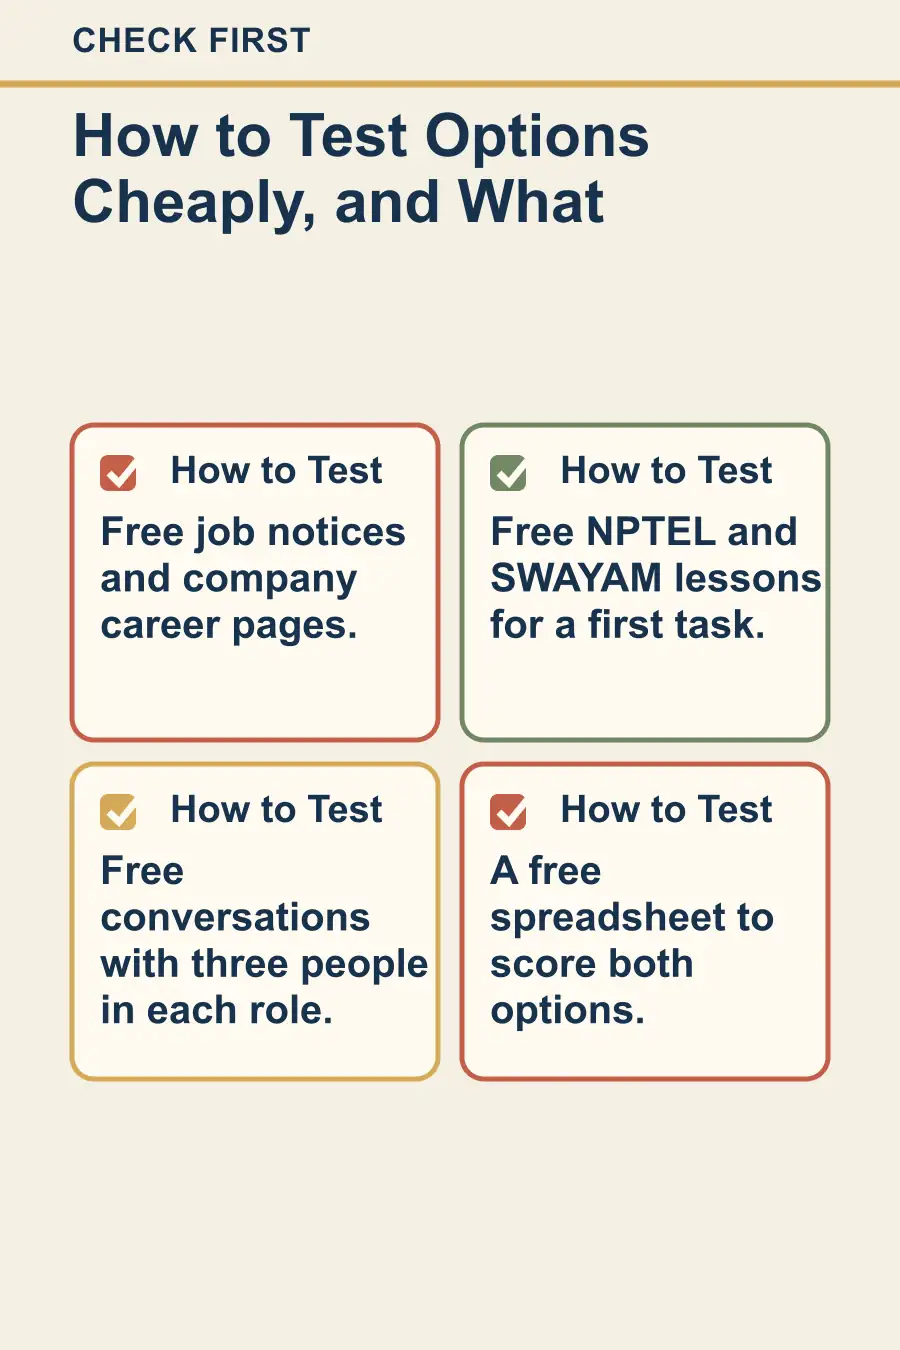 CHECK FIRST
How to Test Options
Cheaply, and What
How to Test
Free job notices
and company
career pages.
How to Test
Free NPTEL and
SWAYAM lessons
for a first task.
How to Test
Free
conversations
with three people
in each role.
How to Test
A free
spreadsheet to
score both
options.